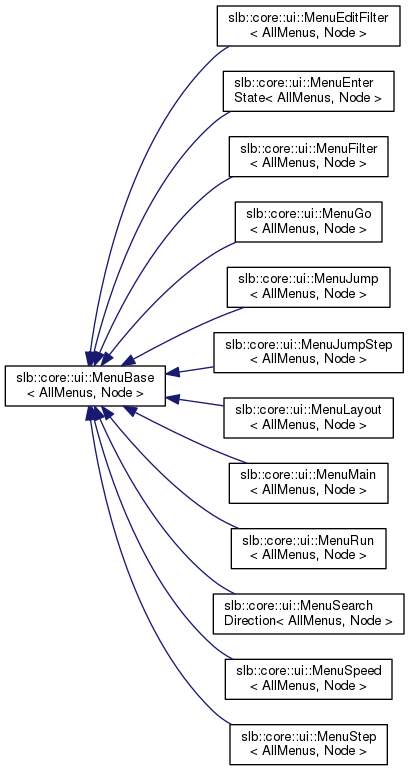 slb::core::ui::MenuEditFilter
< AllMenus, Node >
slb::core::ui::MenuEnter
State< AllMenus, Node >
slb::core::ui::MenuFilter
< AllMenus, Node >
slb::core::ui::MenuGo
< AllMenus, Node >
slb::core::ui::MenuJump
< AllMenus, Node >
slb::core::ui::MenuJumpStep
< AllMenus, Node >
slb::core::ui::MenuBase
< AllMenus, Node >
slb::core::ui::MenuLayout
< AllMenus, Node >
slb::core::ui::MenuMain
< AllMenus, Node >
slb::core::ui::MenuRun
< AllMenus, Node >
slb::core::ui::MenuSearch
Direction< AllMenus, Node >
slb::core::ui::MenuSpeed
< AllMenus, Node >
slb::core::ui::MenuStep
< AllMenus, Node >